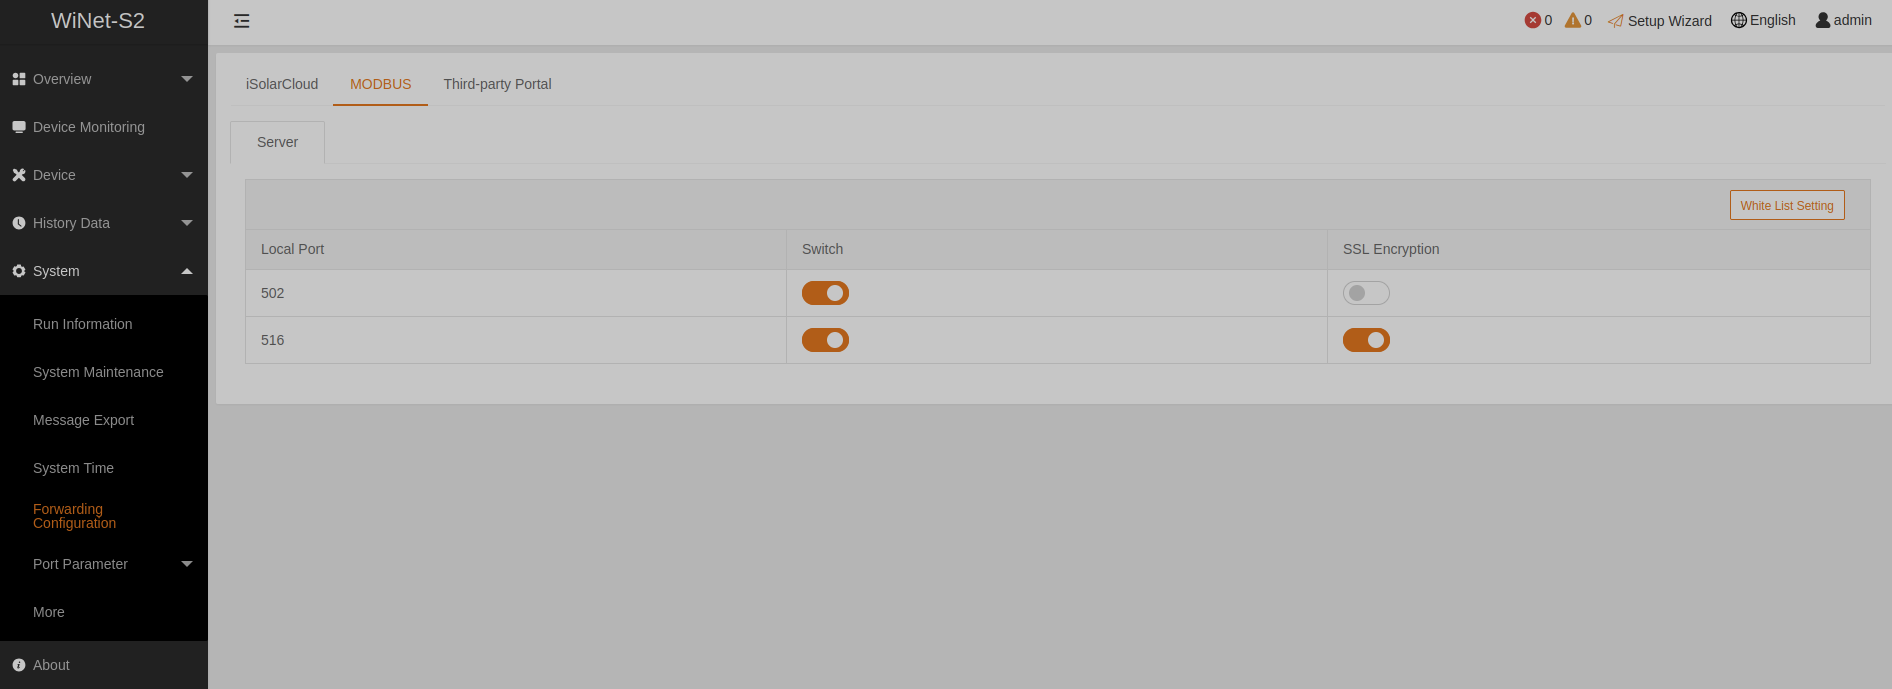 WiNet-S2
0
0
Setup Wizard
English
admin
Overview
Device Monitoring
Device
History Data
System
Run Information
System Maintenance
Message Export
System Time
Forwarding
Configuration
Port Parameter
More
About
iSolarCloud
MODBUS
Third-party Portal
Server
White List Setting
Local Port
Switch
SSL Encryption
502
516